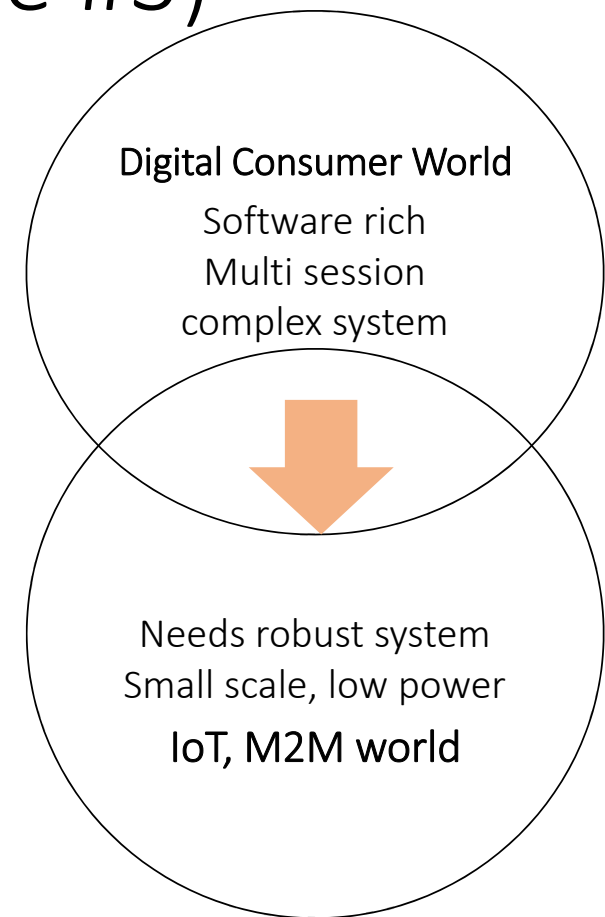 e #3)
Digital Consumer World
Software rich
Multi session
complex system
Needs robust system
Small scale, low power
IoT, M2M world